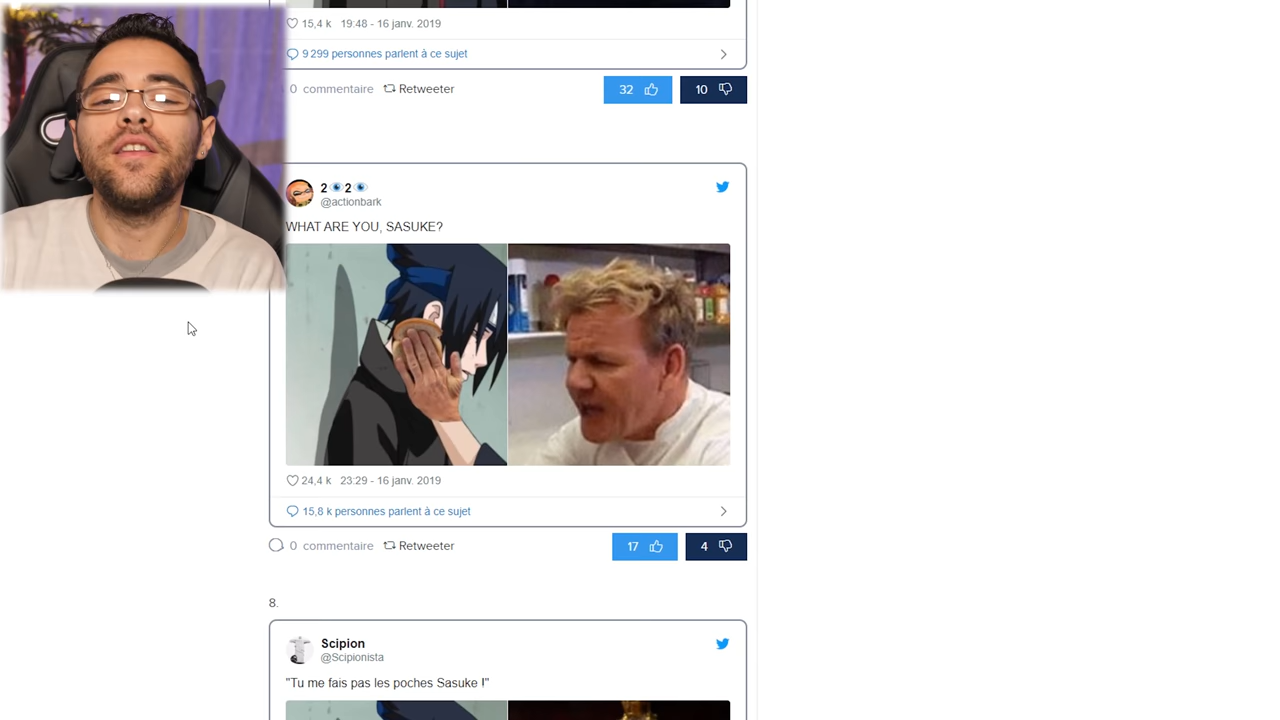 15,4 k 19:48 - 16 janv. 2019
9 299 personnes parlent à ce sujet
0 commentaire Retweeter
32
10
2 2
@actionbark
WHAT ARE YOU, SASUKE?
24,4 k 23:29 - 16 janv. 2019
15,8 k personnes parlent à ce sujet
0 commentaire Retweeter
17
4
8.
Scipion
@Scipionista
"Tu me fais pas les poches Sasuke !"